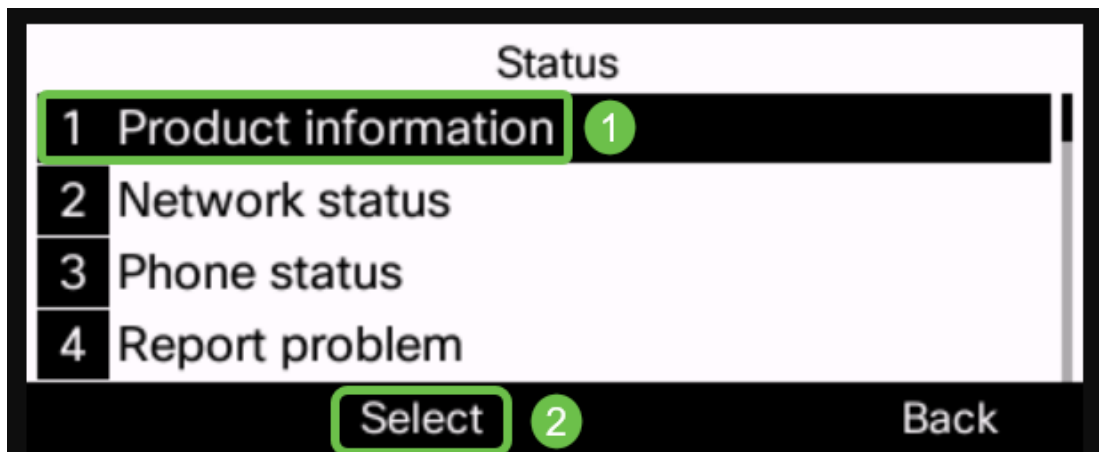 Status
1 Product information 1
2 Network status
3 Phone status
4 Report problem
Select 2 Back